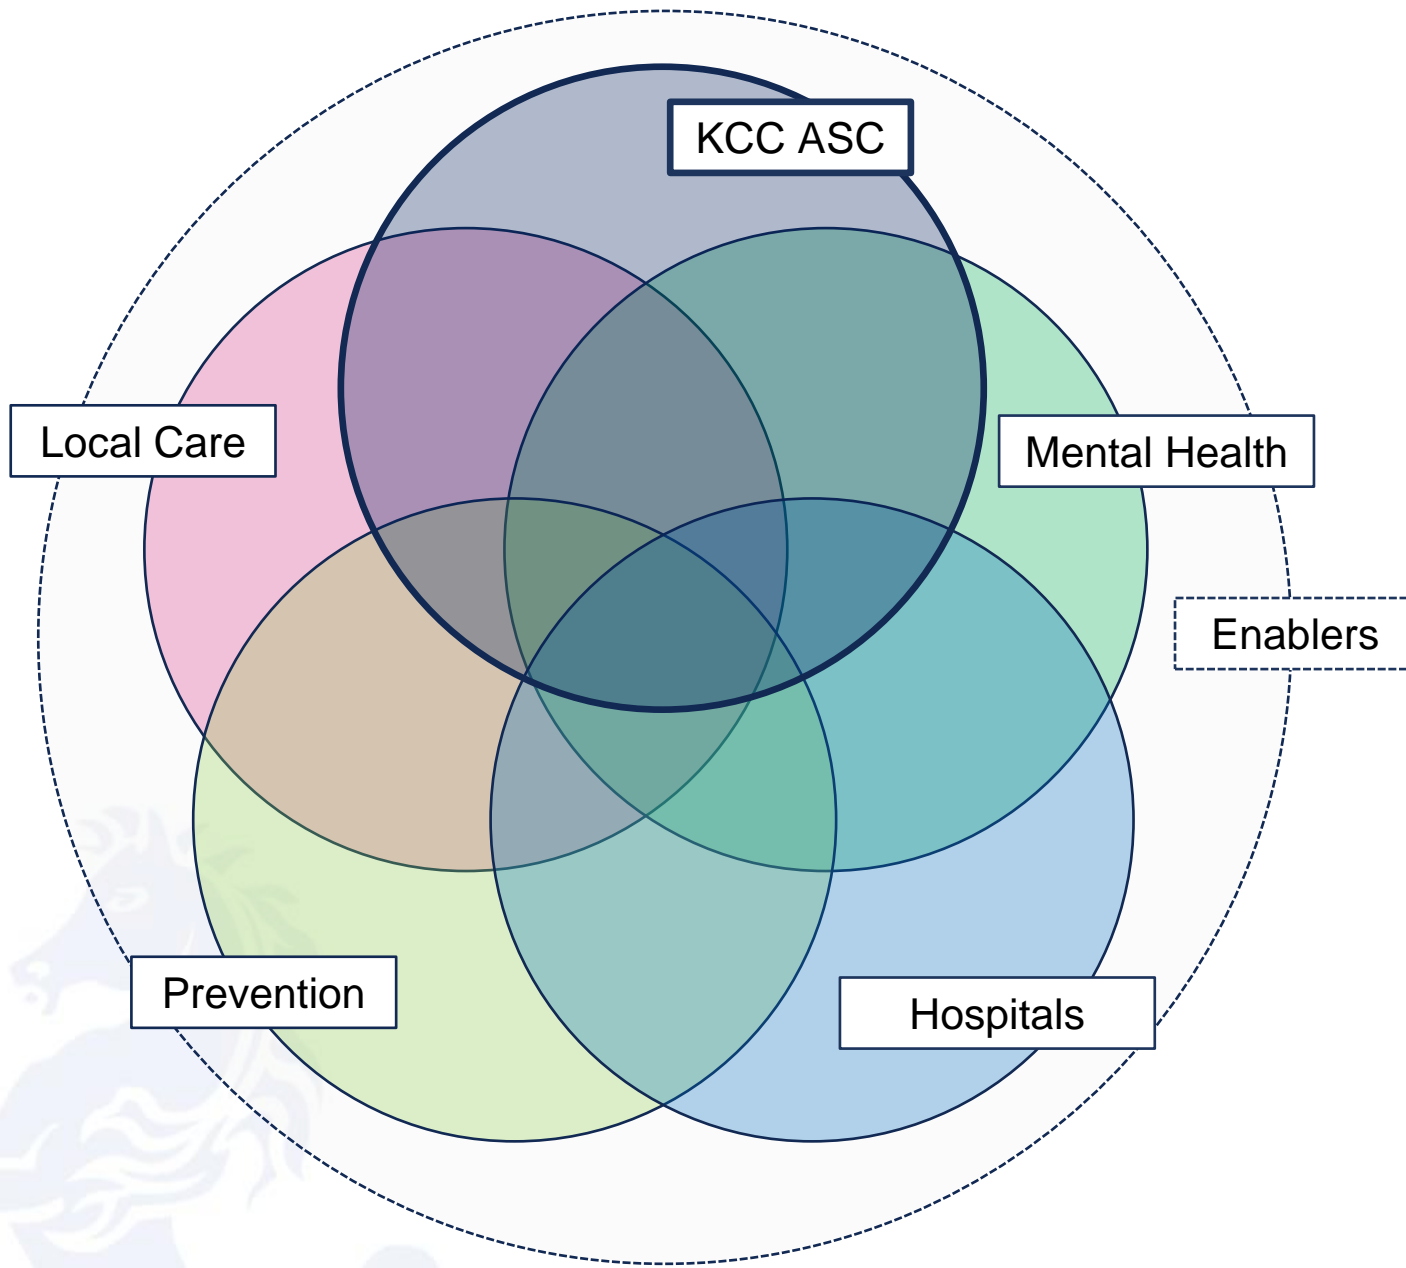 KCC ASC
Local Care
Mental Health
Enablers
Prevention
Hospitals